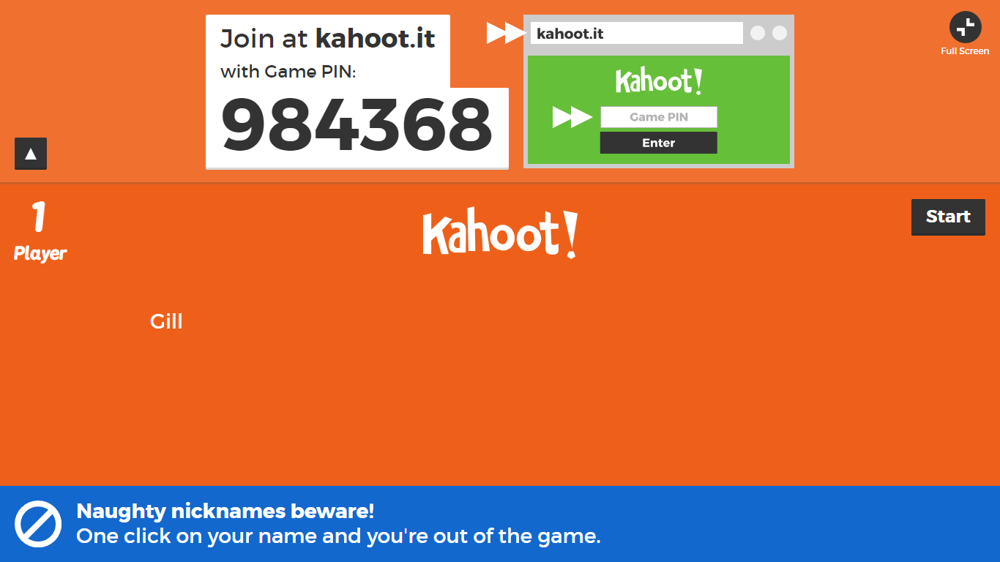 Join at kahoot.it
with Game PIN:
984368
kahoot.it
Kahoot!
Game PIN
Enter
Full Screen
1
Player
Kahoot!
Start
Gill
Naughty nicknames beware!
One click on your name and you're out of the game.